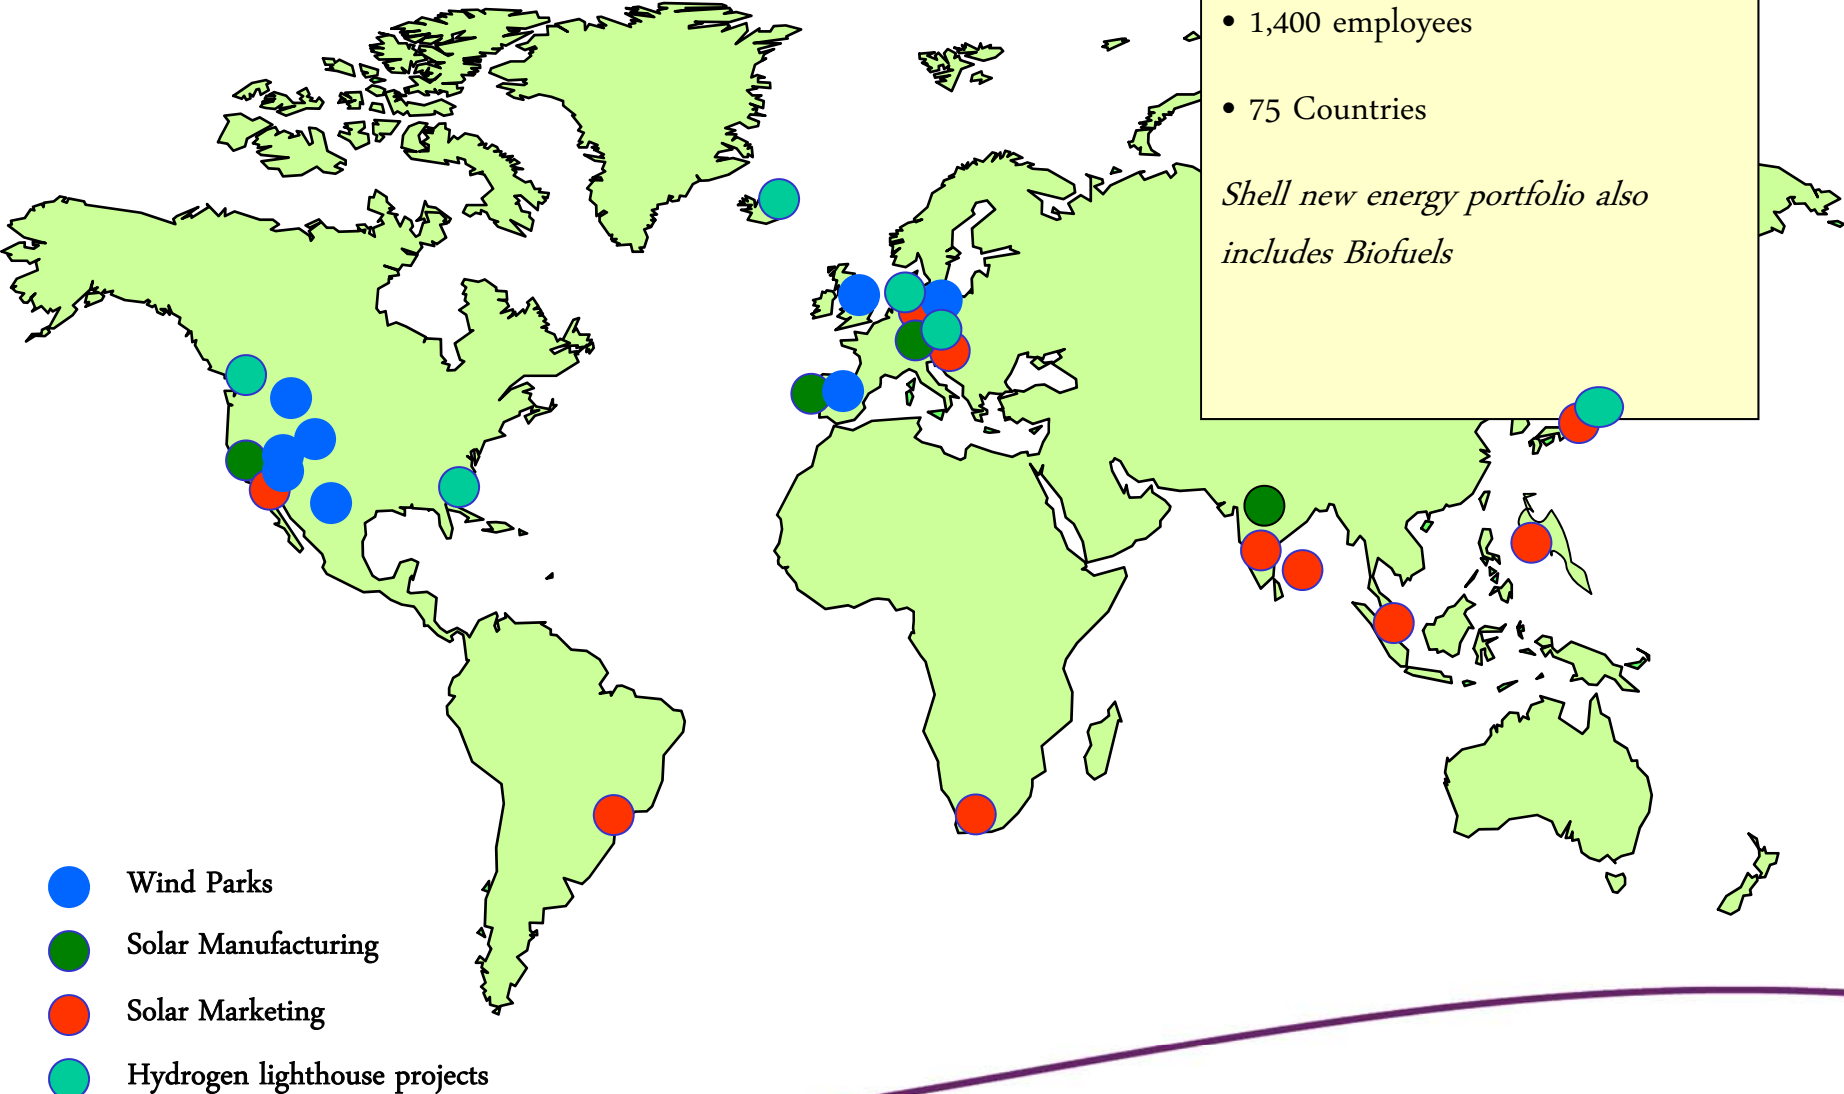 • 1,400 employees
• 75 Countries
Shell new energy portfolio also
includes Biofuels
Wind Parks
Solar Manufacturing
Solar Marketing
Hydrogen lighthouse projects